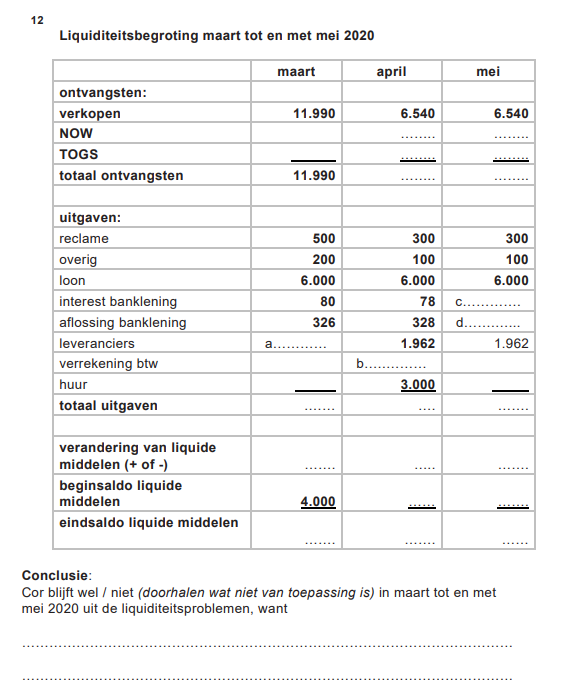 12
Liquiditeitsbegroting maart tot en met mei 2020
maart april mei
ontvangsten:
verkopen 11.990 6.540 6.540
NOW ........ ........
TOGS ........ ........
totaal ontvangsten 11.990 ........ ........
uitgaven:
reclame 500 300 300
overig 200 100 100
loon 6.000 6.000 6.000
interest banklening 80 78 c.............
aflossing banklening 326 328 d.............
leveranciers a............ 1.962 1.962
verrekening btw b..............
huur 3.000
totaal uitgaven ....... .... .......
verandering van liquide
middelen (+ of -) ....... ..... .......
beginsaldo liquide
middelen 4.000 ...... .......
eindsaldo liquide middelen
....... ....... ......
Conclusie:
Cor blijft wel / niet (doorhalen wat niet van toepassing is) in maart tot en met
mei 2020 uit de liquiditeitsproblemen, want
........................................................................................................
........................................................................................................